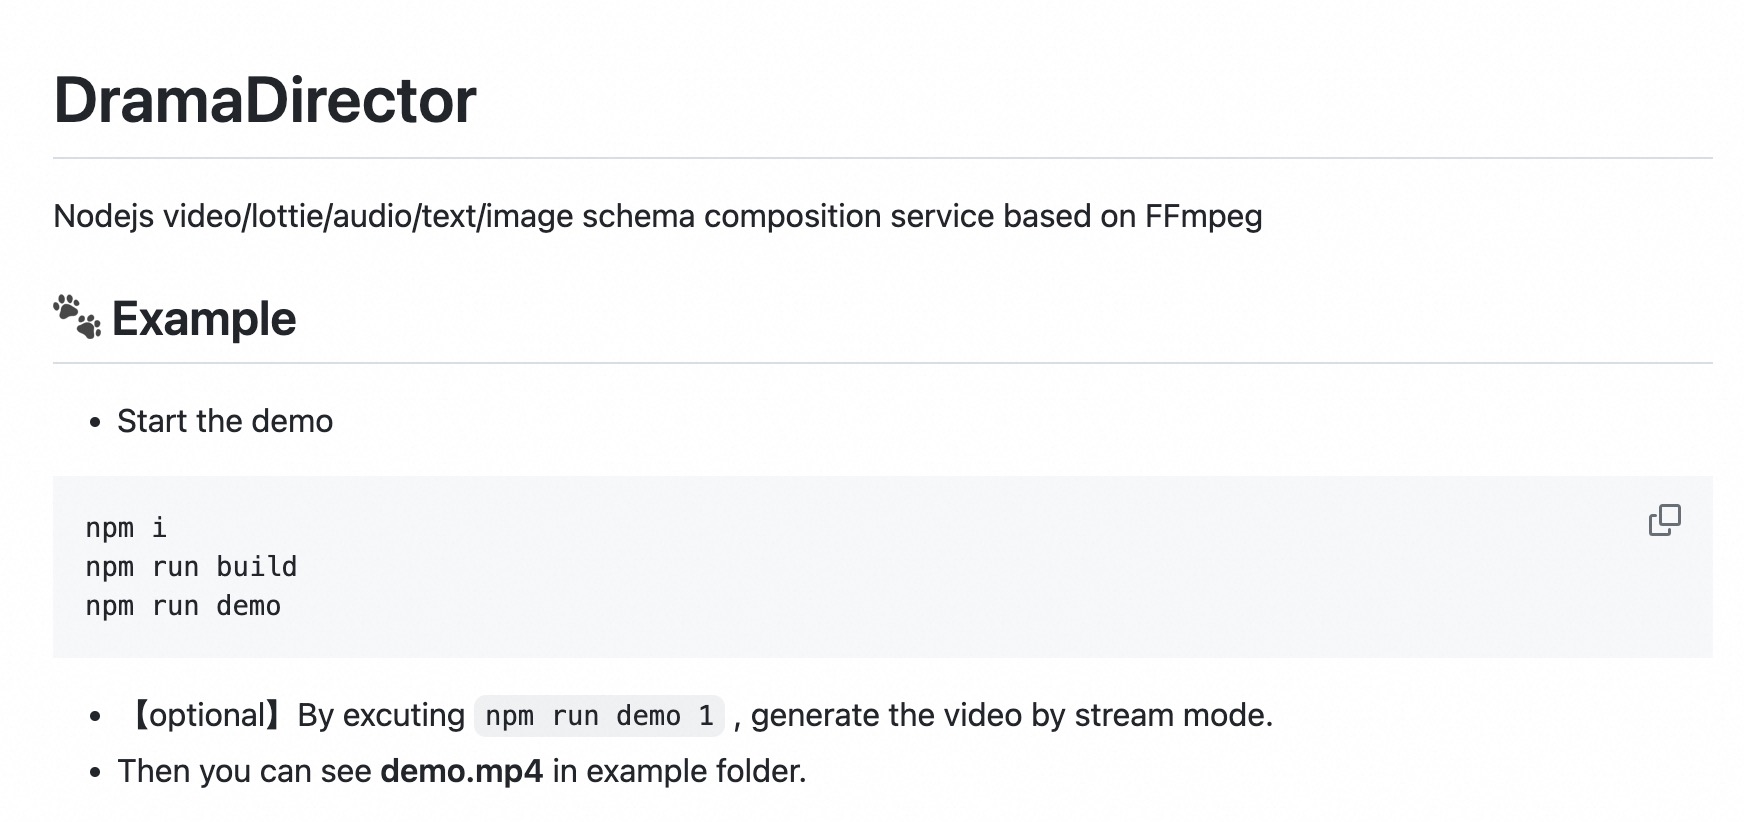 DramaDirector
Nodejs video/lottie/audio/text/image schema composition service based on FFmpeg
🐾 Example
• Start the demo
npm i
npm run build
npm run demo
• 【optional】By excuting npm run demo 1 , generate the video by stream mode.
• Then you can see demo.mp4 in example folder.